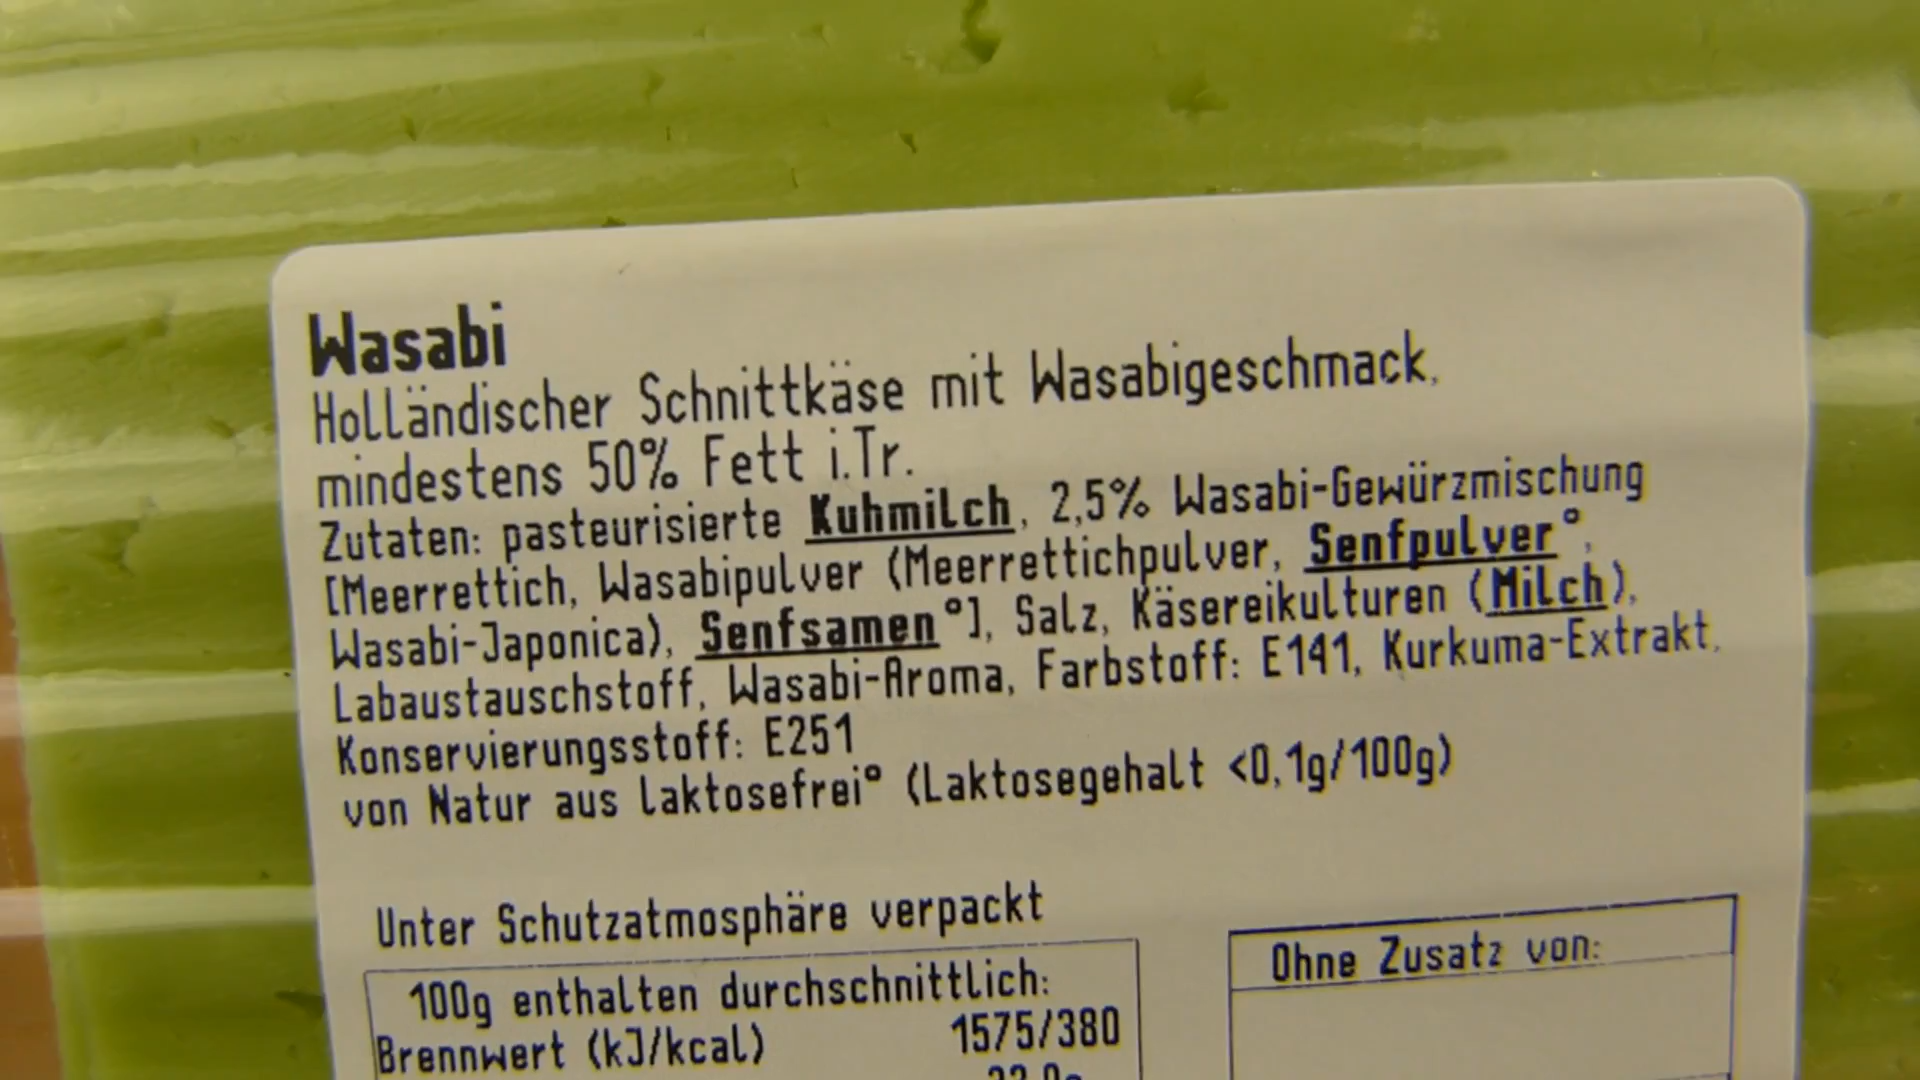 Wasabi
Holländischer Schnittkäse mit Wasabigeschmack,
mindestens 50% Fett i.Tr.
Zutaten: pasteurisierte Kuhmilch, 2,5% Wasabi-Gewürzmischung
[Meerrettich, Wasabipulver (Meerrettichpulver, Senfpulver°,
Wasabi-Japonica), Senfsamen°], Salz, Käsereikulturen (Milch),
Labaustauschstoff, Wasabi-Aroma, Farbstoff: E141, Kurkuma-Extrakt,
Konservierungsstoff: E251
von Natur aus laktosefrei° (Laktosegehalt <0,1g/100g)
Unter Schutzatmosphäre verpackt
100g enthalten durchschnittlich:
Brennwert (kJ/kcal) 1575/380
Ohne Zusatz von: